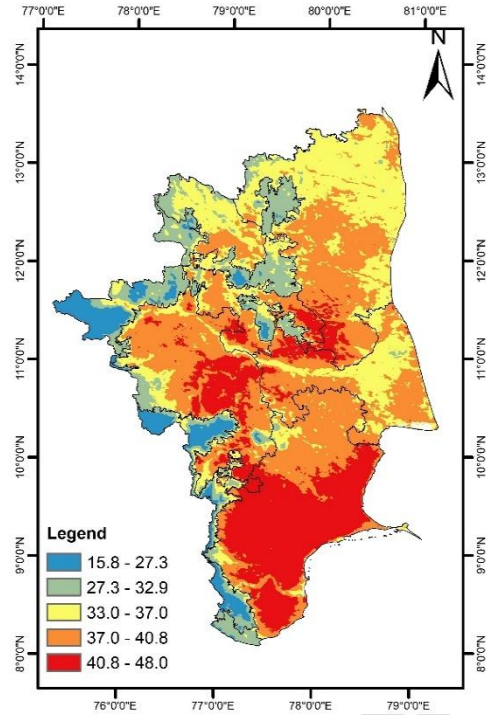 77°0'0"E 78°0'0"E 79°0'0"E 80°0'0"E 81°0'0"E
N
14°0'0"N 14°0'0"N
13°0'0"N 13°0'0"N
12°0'0"N 12°0'0"N
11°0'0"N 11°0'0"N
10°0'0"N 10°0'0"N
9°0'0"N 9°0'0"N
8°0'0"N 8°0'0"N
Legend
15.8 - 27.3
27.3 - 32.9
33.0 - 37.0
37.0 - 40.8
40.8 - 48.0
76°0'0"E 77°0'0"E 78°0'0"E 79°0'0"E